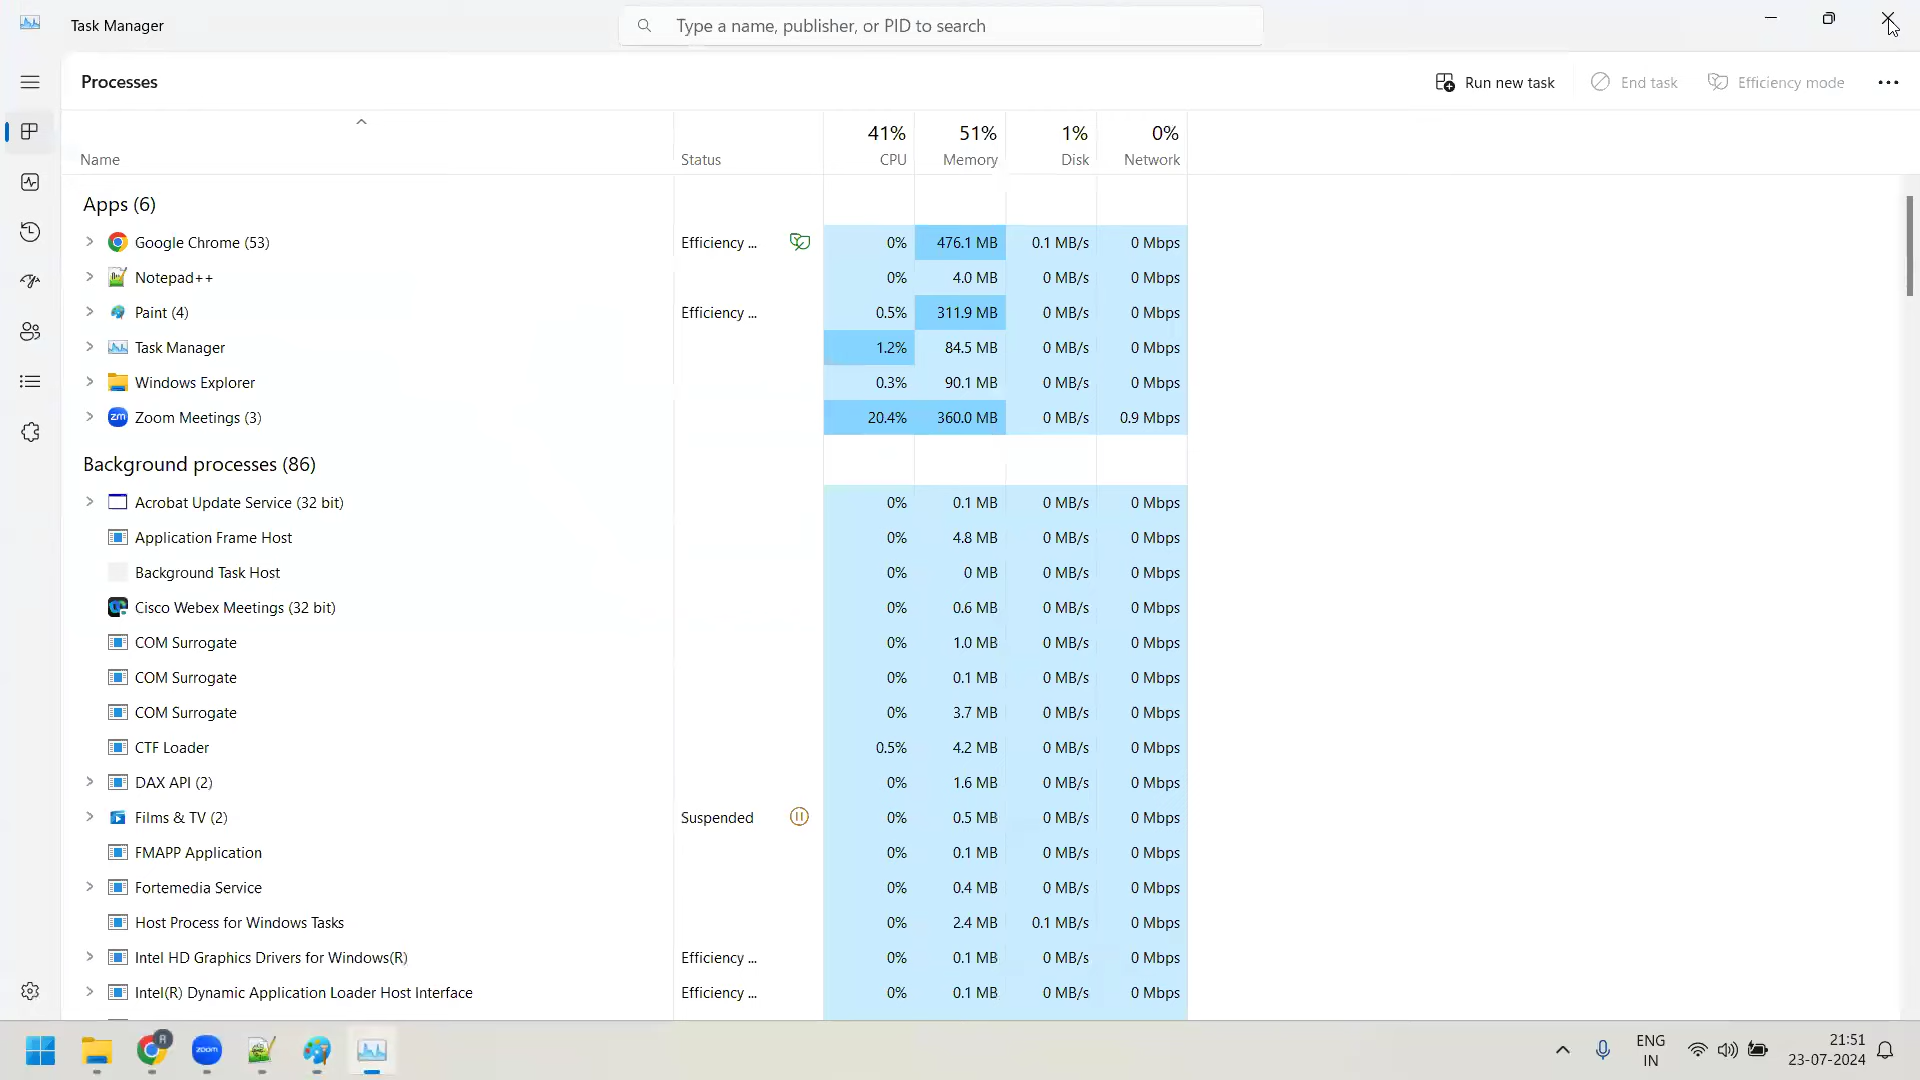 Task Manager
Type a name, publisher, or PID to search
Processes
Run new task
End task
Efficiency mode
41% 51% 1% 0%
Name Status CPU Memory Disk Network
Apps (6)
Google Chrome (53) Efficiency ... 0% 476.1 MB 0.1 MB/s 0 Mbps
Notepad++ 0% 4.0 MB 0 MB/s 0 Mbps
Paint (4) Efficiency ... 0.5% 311.9 MB 0 MB/s 0 Mbps
Task Manager 1.2% 84.5 MB 0 MB/s 0 Mbps
Windows Explorer 0.3% 90.1 MB 0 MB/s 0 Mbps
zm Zoom Meetings (3) 20.4% 360.0 MB 0 MB/s 0.9 Mbps
Background processes (86)
Acrobat Update Service (32 bit) 0% 0.1 MB 0 MB/s 0 Mbps
Application Frame Host 0% 4.8 MB 0 MB/s 0 Mbps
Background Task Host 0% 0 MB 0 MB/s 0 Mbps
Cisco Webex Meetings (32 bit) 0% 0.6 MB 0 MB/s 0 Mbps
COM Surrogate 0% 1.0 MB 0 MB/s 0 Mbps
COM Surrogate 0% 0.1 MB 0 MB/s 0 Mbps
COM Surrogate 0% 3.7 MB 0 MB/s 0 Mbps
CTF Loader 0.5% 4.2 MB 0 MB/s 0 Mbps
DAX API (2) 0% 1.6 MB 0 MB/s 0 Mbps
Films & TV (2) Suspended 0% 0.5 MB 0 MB/s 0 Mbps
FMAPP Application 0% 0.1 MB 0 MB/s 0 Mbps
Fortemedia Service 0% 0.4 MB 0 MB/s 0 Mbps
Host Process for Windows Tasks 0% 2.4 MB 0.1 MB/s 0 Mbps
Intel HD Graphics Drivers for Windows(R) Efficiency ... 0% 0.1 MB 0 MB/s 0 Mbps
Intel(R) Dynamic Application Loader Host Interface Efficiency ... 0% 0.1 MB 0 MB/s 0 Mbps
R
zoom
ENG
IN
21:51
23-07-2024